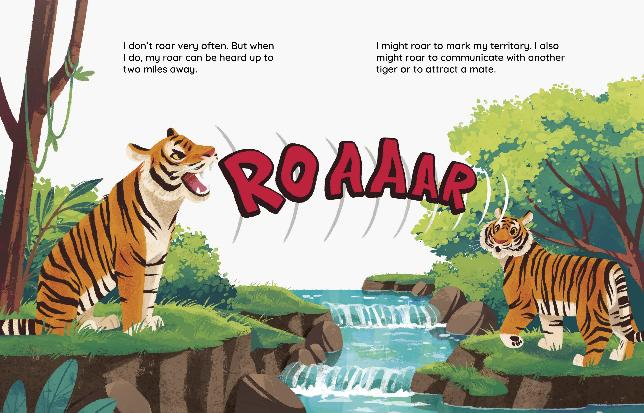 I don't roar very often. But when
I do, my roar can be heard up to
two miles away.
I might roar to mark my territory. I also
might roar to communicate with another
tiger or to attract a mate.
ROAAAR